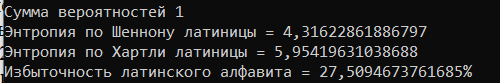 Сумма вероятностей 1
Энтропия по Шеннону латиницы = 4,31622861886797
Энтропия по Хартли латиницы = 5,95419631038688
Избыточность латинского алфавита = 27,5094673761685%